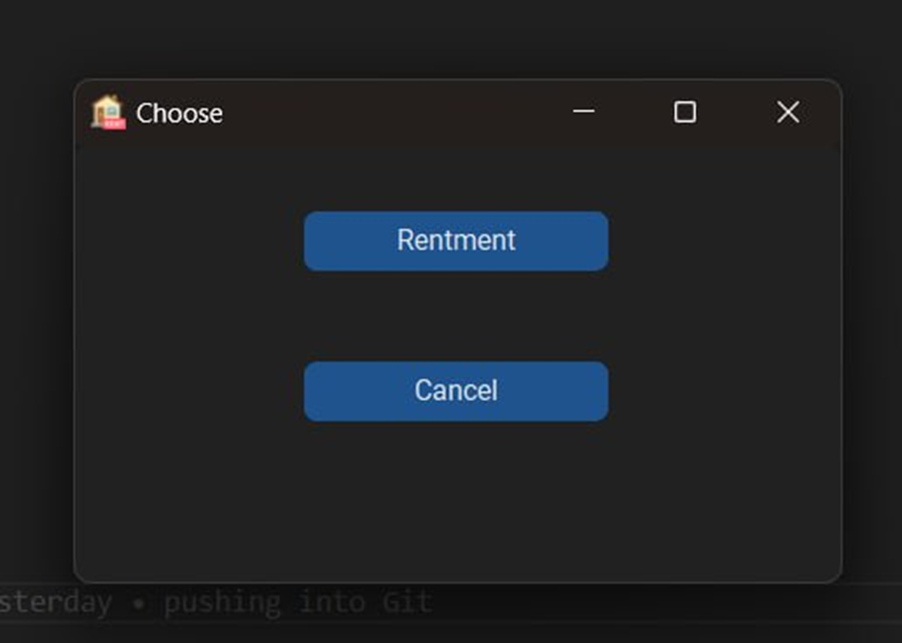 Choose
Rentment
Cancel
sterday • pushing into Git